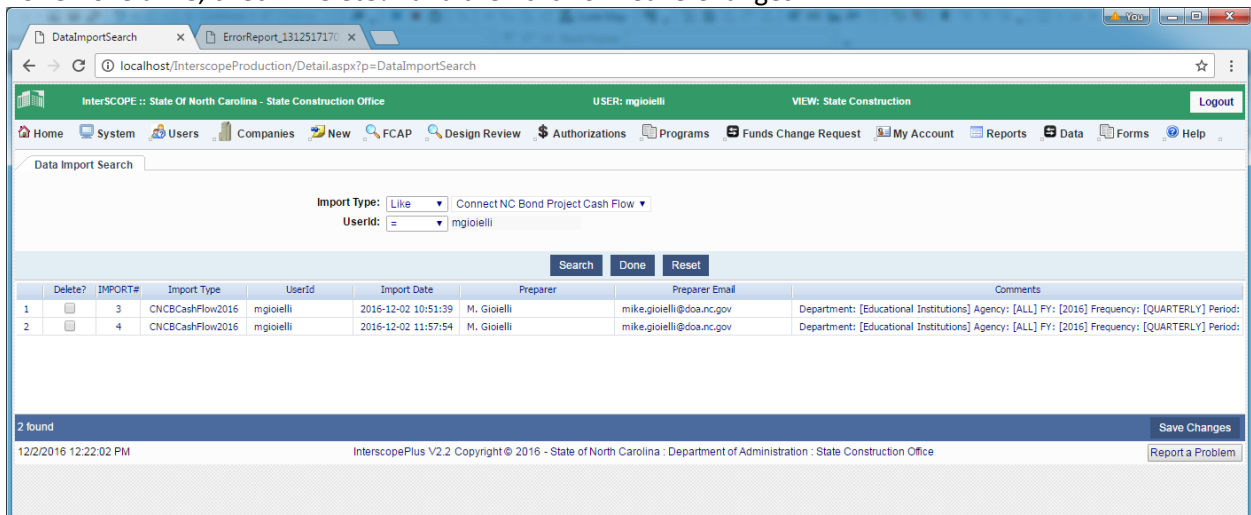 DataImportSearch
ErrorReport_1312517170
You
localhost/InterscopeProduction/Detail.aspx?p=DataImportSearch
InterSCOPE :: State Of North Carolina - State Construction Office USER: mgioielli VIEW: State Construction Logout
Home System Users Companies New FCAP Design Review Authorizations Programs Funds Change Request My Account Reports Data Forms Help
Data Import Search
Import Type: Like Connect NC Bond Project Cash Flow
UserId: = mgioielli
Search Done Reset
Delete? IMPORT# Import Type UserId Import Date Preparer Preparer Email Comments
1 3 CNCBCashFlow2016 mgioielli 2016-12-02 10:51:39 M. Gioielli mike.gioielli@doa.nc.gov Department: [Educational Institutions] Agency: [ALL] FY: [2016] Frequency: [QUARTERLY] Period:
2 4 CNCBCashFlow2016 mgioielli 2016-12-02 11:57:54 M. Gioielli mike.gioielli@doa.nc.gov Department: [Educational Institutions] Agency: [ALL] FY: [2016] Frequency: [QUARTERLY] Period:
2 found Save Changes
12/2/2016 12:22:02 PM InterscopePlus V2.2 Copyright © 2016 - State of North Carolina : Department of Administration : State Construction Office Report a Problem